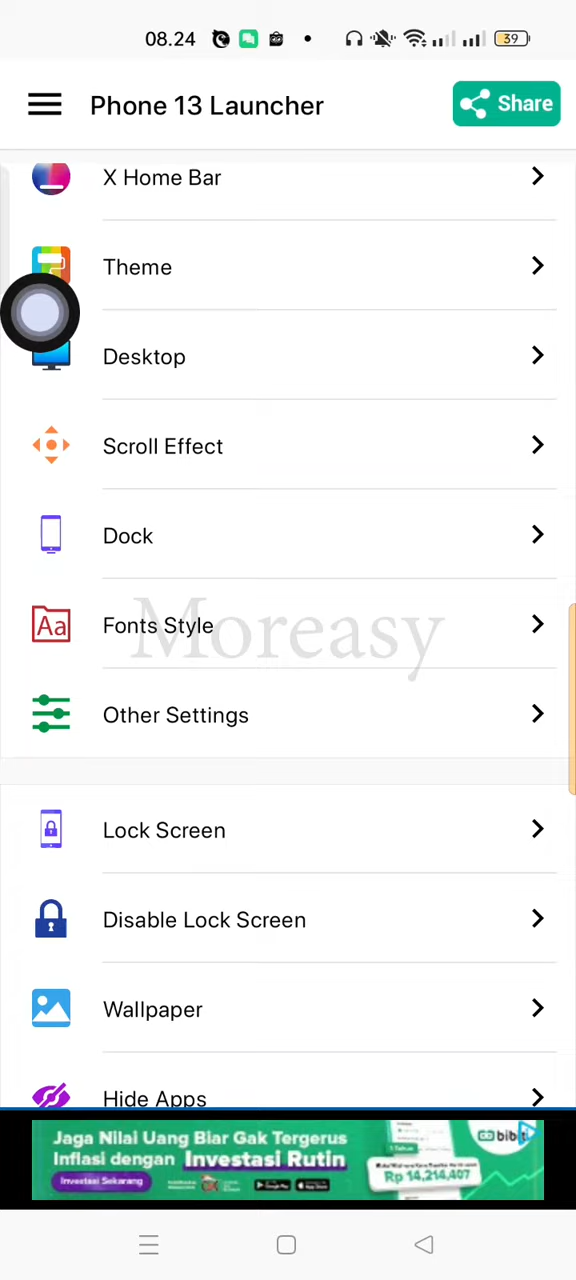 08.24
39
Phone 13 Launcher
Share
X Home Bar
Theme
Desktop
Scroll Effect
Dock
Moreasy
Aa
Fonts Style
Other Settings
Lock Screen
Disable Lock Screen
Wallpaper
Hide Apps
Jaga Nilai Uang Biar Gak Tergerus
Inflasi dengan Investasi Rutin
Investasi Sekarang
Rp 14,214,407